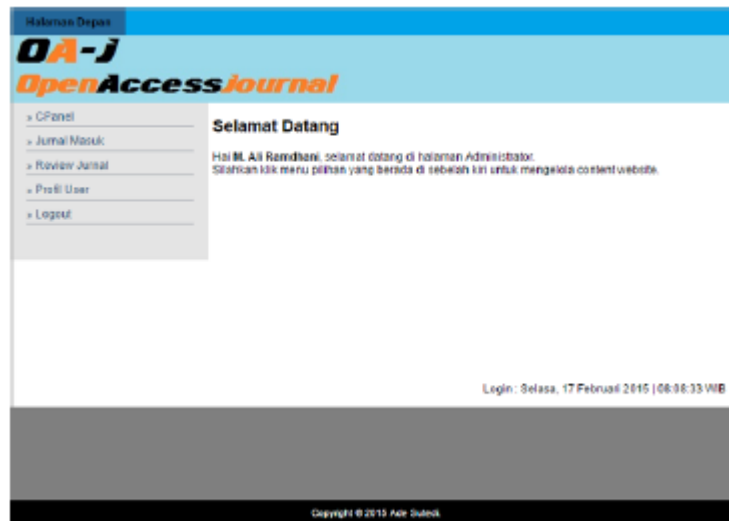 Halaman Depan
OA-j
OpenAccessjournal
» CPanel
» Jurnal Masuk
» Review Jurnal
» Profil User
» Logout
Selamat Datang
Hai M. Ali Ramdhani, selamat datang di halaman Administrator.
Silahkan klik menu pilihan yang berada di sebelah kiri untuk mengelola content website.
Login : Selasa, 17 Februari 2015 | 08:08:33 WIB
Copyright © 2015 Ade Sutedi.